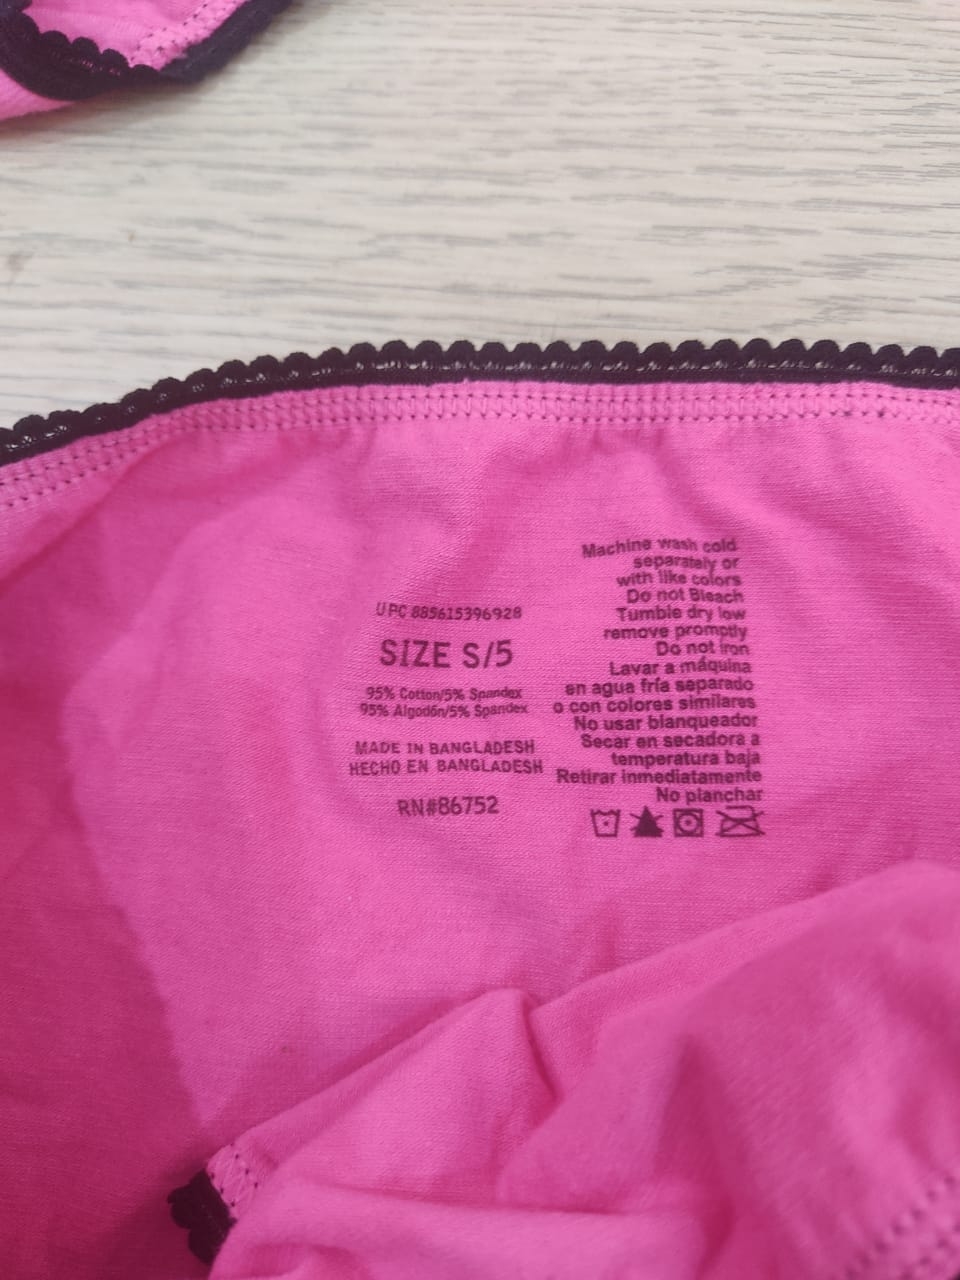 UPC 885615396928
SIZE S/5
95% Cotton/5% Spandex
95% Algodón/5% Spandex
MADE IN BANGLADESH
HECHO EN BANGLADESH
RN#86752
Machine wash cold
separately or
with like colors
Do not Bleach
Tumble dry low
remove promptly
Do not iron
Lavar a máquina
en agua fría separado
o con colores similares
No usar blanqueador
Secar en secadora a
temperatura baja
Retirar inmediatamente
No planchar